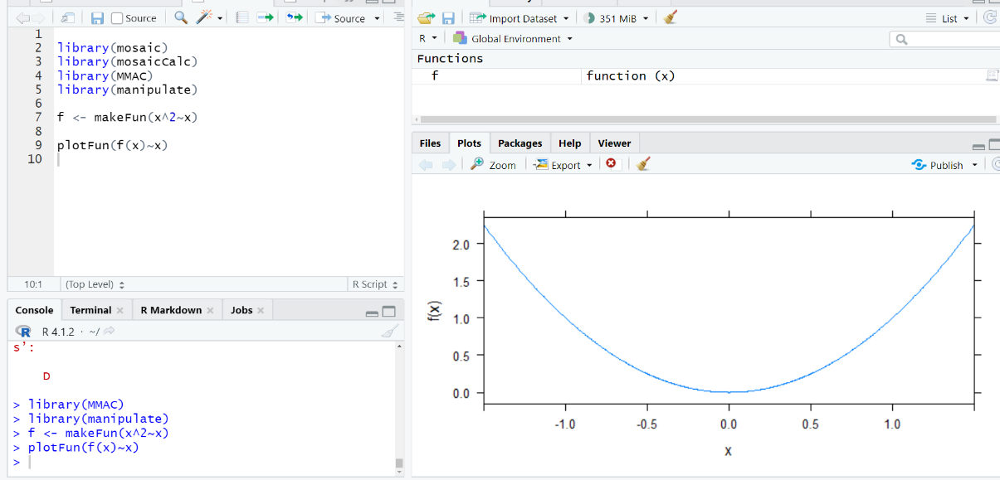 Source
Source
1
2 library(mosaic)
3 library(mosaicCalc)
4 library(MMAC)
5 library(manipulate)
6
7 f <- makeFun(x^2~x)
8
9 plotFun(f(x)~x)
10
10:1 (Top Level) R Script
Console Terminal R Markdown Jobs
R R 4.1.2 · ~/
s’:
D
> library(MMAC)
> library(manipulate)
> f <- makeFun(x^2~x)
> plotFun(f(x)~x)
>
Import Dataset 351 MiB List
R Global Environment
Functions
f function (x)
Files Plots Packages Help Viewer
Zoom Export Publish
2.0
1.5
1.0
0.5
0.0
f(x)
-1.0 -0.5 0.0 0.5 1.0
x